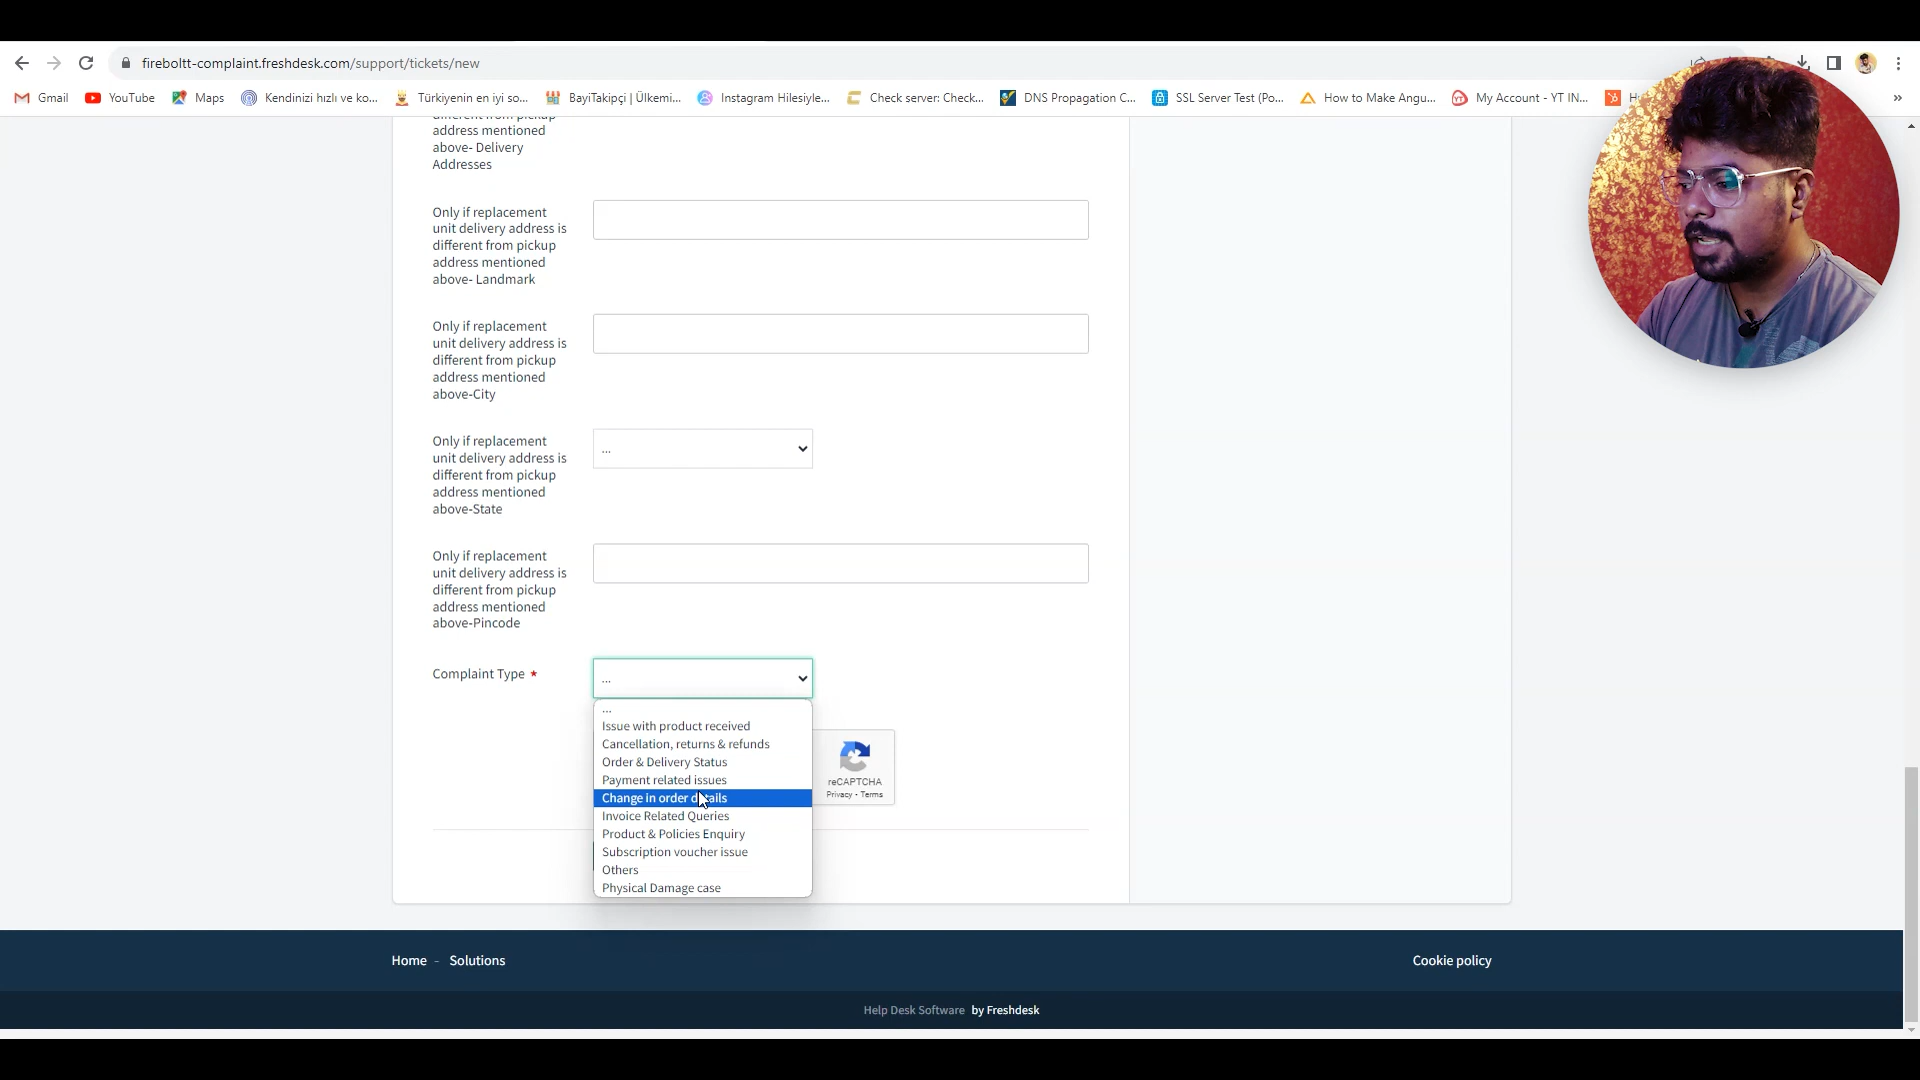 fireboltt-complaint.freshdesk.com/support/tickets/new
Gmail YouTube Maps Kendinizi hızlı ve ko... Türkiyenin en iyi so... BayiTakipçi | Ülkemi... Instagram Hilesiyle... Check server: Check... DNS Propagation C... SSL Server Test (Po... How to Make Angu... My Account - YT IN... »
different from pickup
address mentioned
above- Delivery
Addresses
Only if replacement
unit delivery address is
different from pickup
address mentioned
above- Landmark
Only if replacement
unit delivery address is
different from pickup
address mentioned
above-City
Only if replacement
unit delivery address is
different from pickup
address mentioned
above-State
...
Only if replacement
unit delivery address is
different from pickup
address mentioned
above-Pincode
Complaint Type *
...
...
Issue with product received
Cancellation, returns & refunds
Order & Delivery Status
Payment related issues
Change in order details
Invoice Related Queries
Product & Policies Enquiry
Subscription voucher issue
Others
Physical Damage case
reCAPTCHA
Privacy - Terms
Home - Solutions
Cookie policy
Help Desk Software by Freshdesk